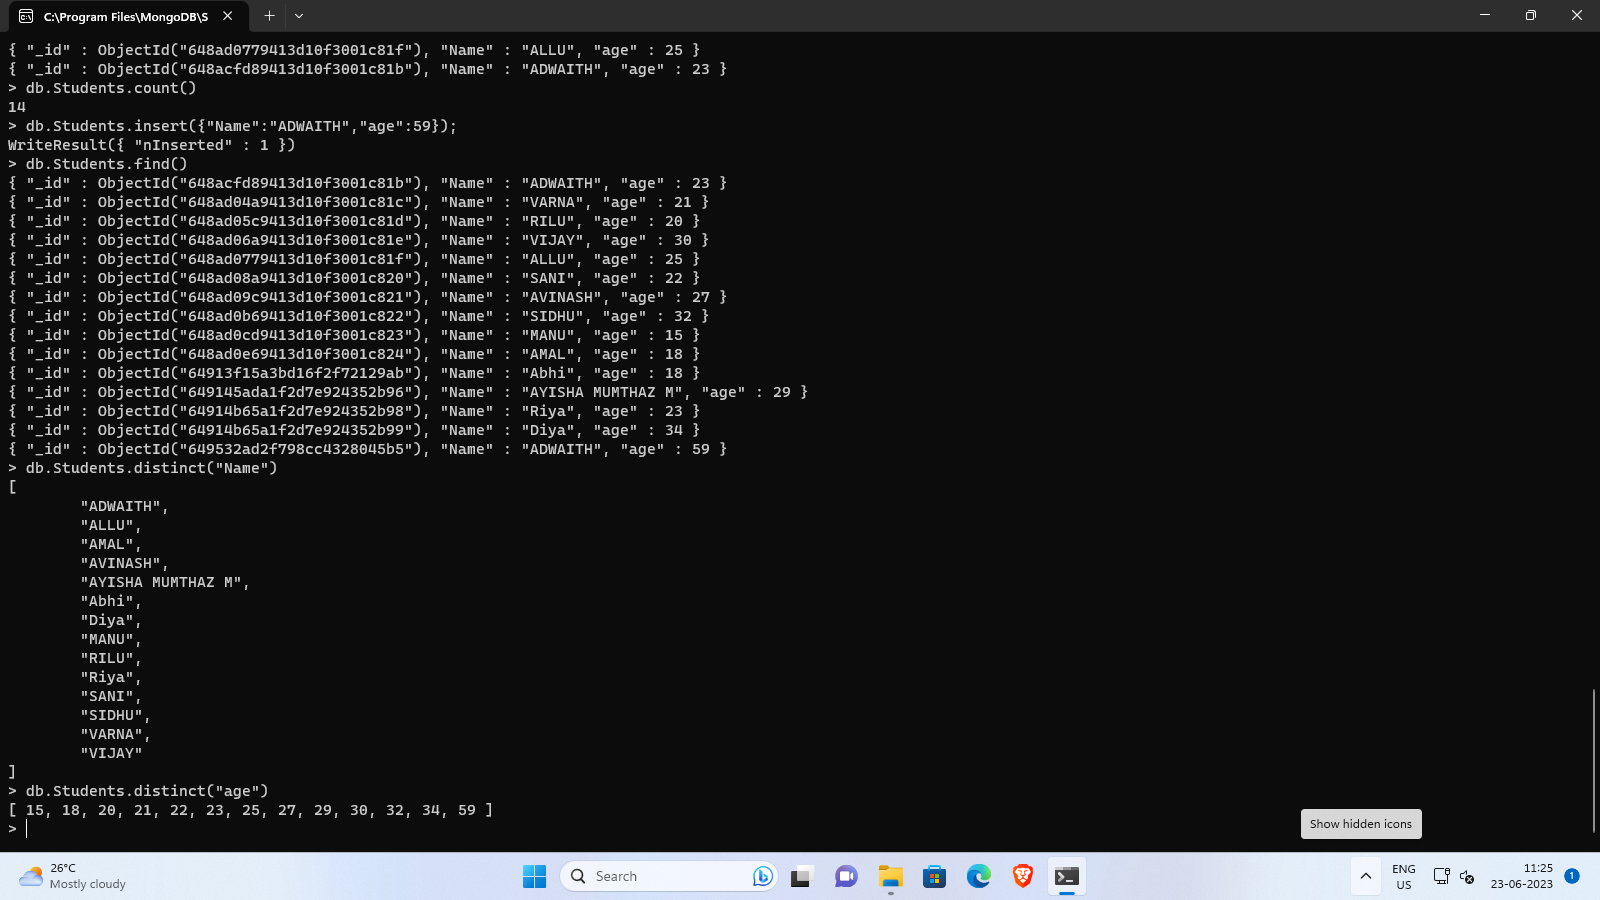 C:\Program Files\MongoDB\S
{ "_id" : ObjectId("648ad0779413d10f3001c81f"), "Name" : "ALLU", "age" : 25 }
{ "_id" : ObjectId("648acfd89413d10f3001c81b"), "Name" : "ADWAITH", "age" : 23 }
> db.Students.count()
14
> db.Students.insert({"Name":"ADWAITH","age":59});
WriteResult({ "nInserted" : 1 })
> db.Students.find()
{ "_id" : ObjectId("648acfd89413d10f3001c81b"), "Name" : "ADWAITH", "age" : 23 }
{ "_id" : ObjectId("648ad04a9413d10f3001c81c"), "Name" : "VARNA", "age" : 21 }
{ "_id" : ObjectId("648ad05c9413d10f3001c81d"), "Name" : "RILU", "age" : 20 }
{ "_id" : ObjectId("648ad06a9413d10f3001c81e"), "Name" : "VIJAY", "age" : 30 }
{ "_id" : ObjectId("648ad0779413d10f3001c81f"), "Name" : "ALLU", "age" : 25 }
{ "_id" : ObjectId("648ad08a9413d10f3001c820"), "Name" : "SANI", "age" : 22 }
{ "_id" : ObjectId("648ad09c9413d10f3001c821"), "Name" : "AVINASH", "age" : 27 }
{ "_id" : ObjectId("648ad0b69413d10f3001c822"), "Name" : "SIDHU", "age" : 32 }
{ "_id" : ObjectId("648ad0cd9413d10f3001c823"), "Name" : "MANU", "age" : 15 }
{ "_id" : ObjectId("648ad0e69413d10f3001c824"), "Name" : "AMAL", "age" : 18 }
{ "_id" : ObjectId("64913f15a3bd16f2f72129ab"), "Name" : "Abhi", "age" : 18 }
{ "_id" : ObjectId("649145ada1f2d7e924352b96"), "Name" : "AYISHA MUMTHAZ M", "age" : 29 }
{ "_id" : ObjectId("64914b65a1f2d7e924352b98"), "Name" : "Riya", "age" : 23 }
{ "_id" : ObjectId("64914b65a1f2d7e924352b99"), "Name" : "Diya", "age" : 34 }
{ "_id" : ObjectId("649532ad2f798cc4328045b5"), "Name" : "ADWAITH", "age" : 59 }
> db.Students.distinct("Name")
[
"ADWAITH",
"ALLU",
"AMAL",
"AVINASH",
"AYISHA MUMTHAZ M",
"Abhi",
"Diya",
"MANU",
"RILU",
"Riya",
"SANI",
"SIDHU",
"VARNA",
"VIJAY"
]
> db.Students.distinct("age")
[ 15, 18, 20, 21, 22, 23, 25, 27, 29, 30, 32, 34, 59 ]
>
Show hidden icons
26°C
Mostly cloudy
Search
ENG
US
11:25
23-06-2023
1